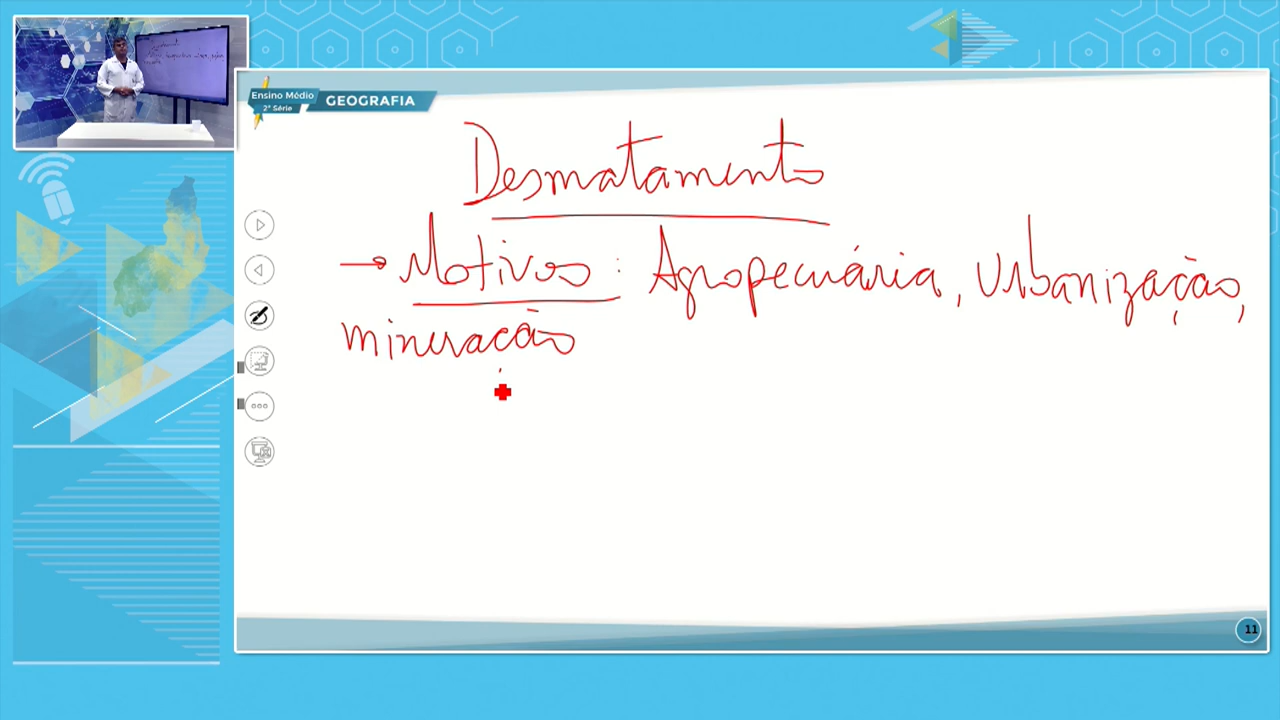 Ensino Médio
2ª Série
GEOGRAFIA
Desmatamento
→ Motivos: Agropecuária, Urbanização,
mineração
11